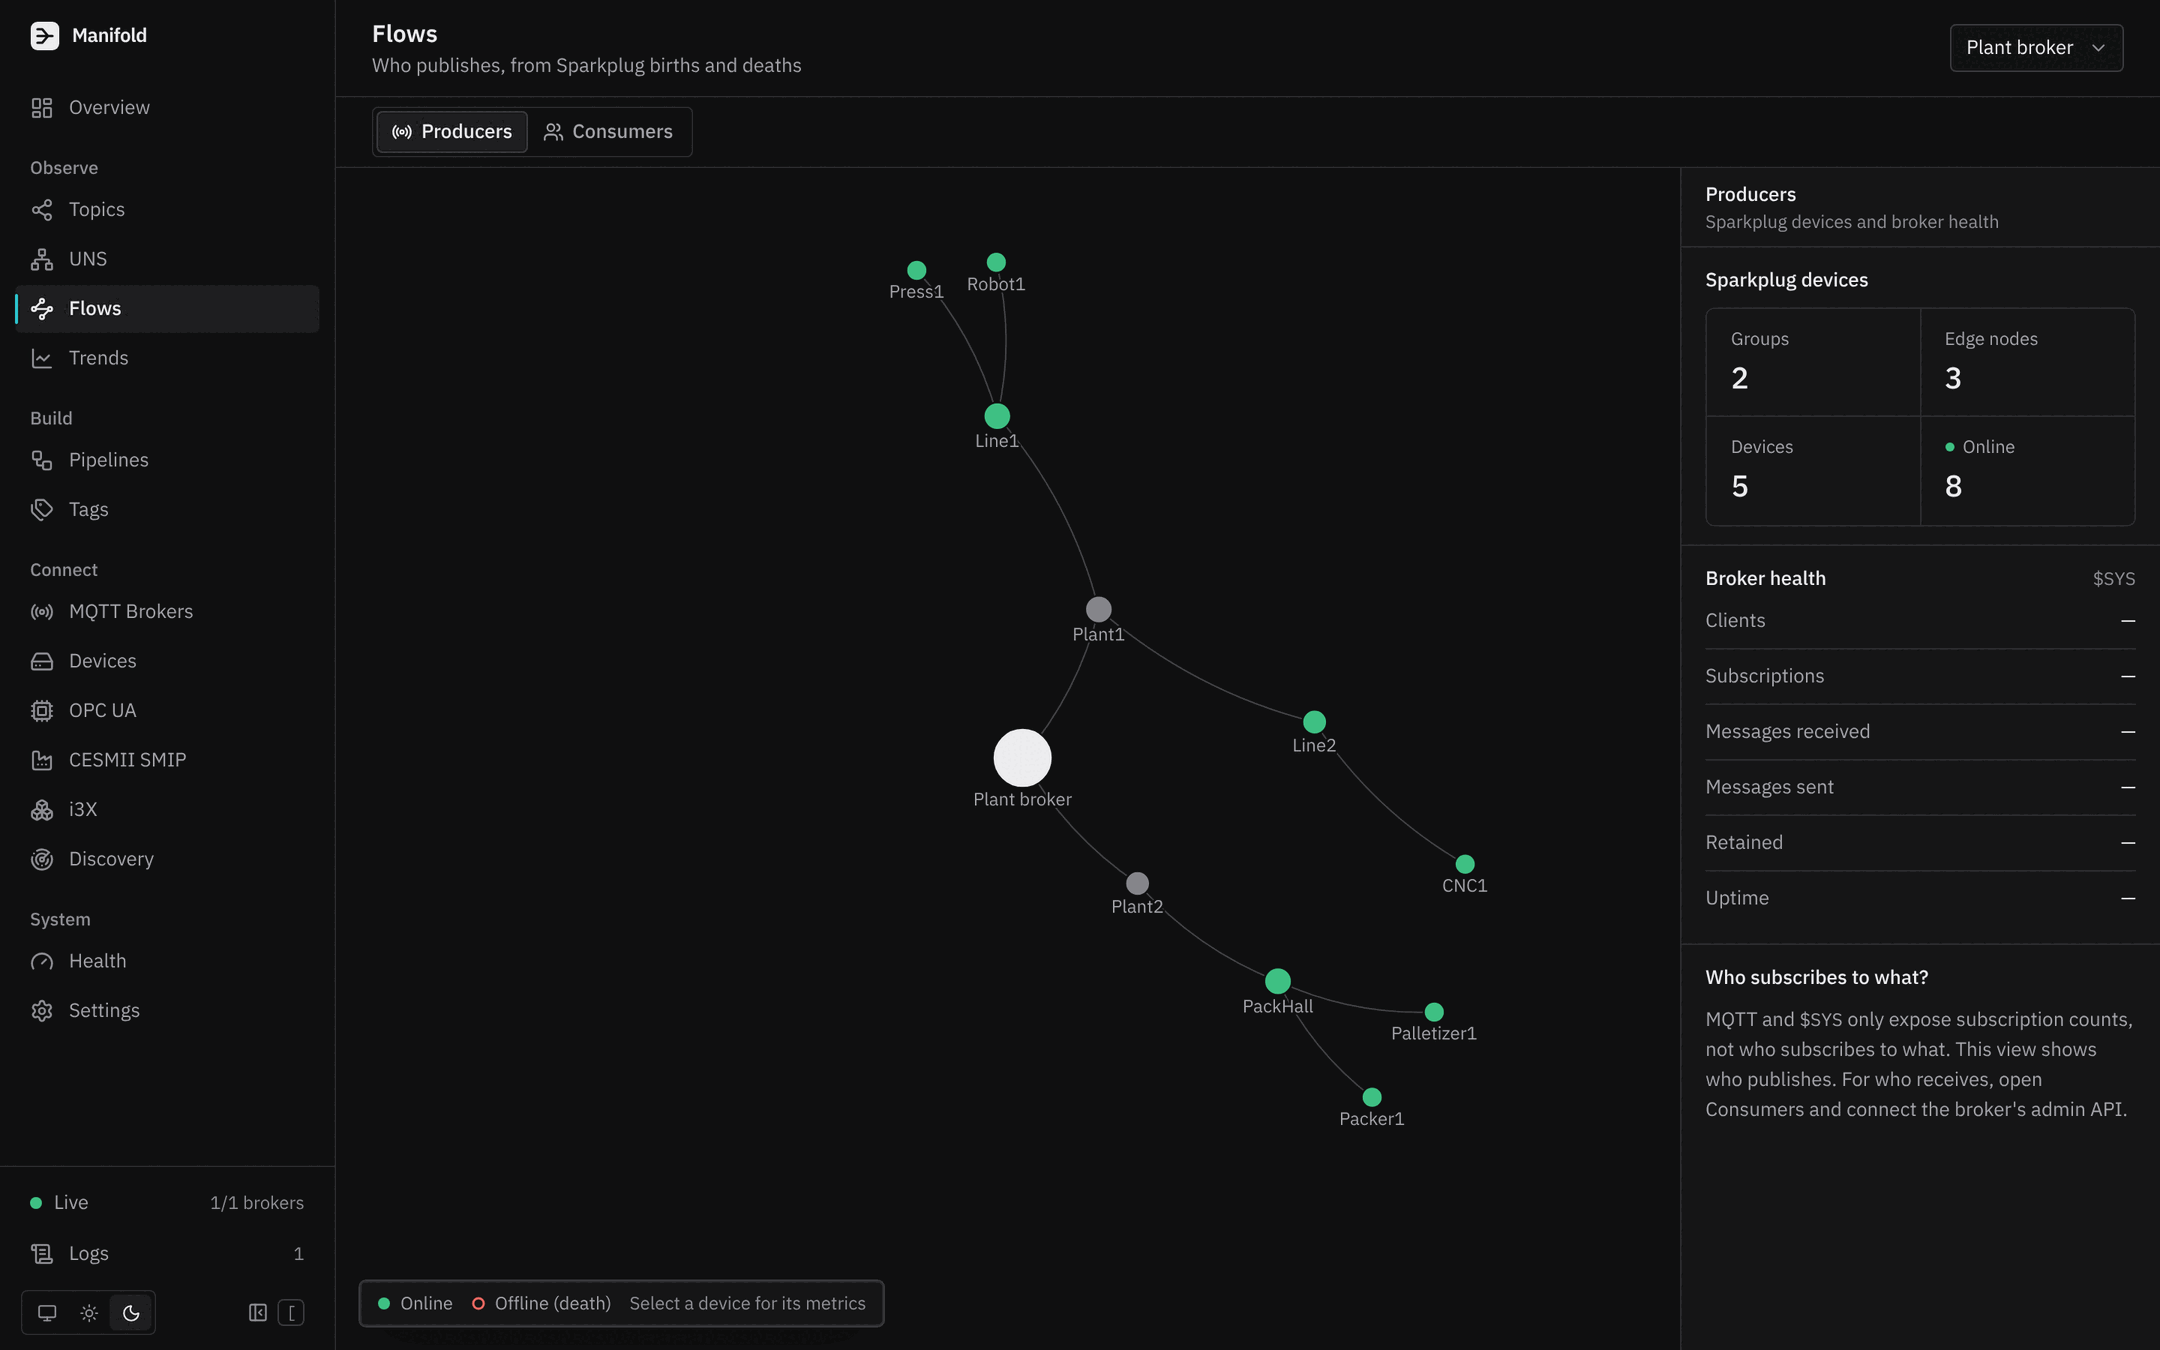 Manifold
Overview
Observe
Topics
UNS
Flows
Trends
Build
Pipelines
Tags
Connect
MQTT Brokers
Devices
OPC UA
CESMII SMIP
i3X
Discovery
System
Health
Settings
Live 1/1 brokers
Logs 1
[
Flows
Who publishes, from Sparkplug births and deaths
Plant broker
Producers Consumers
Press1
Robot1
Line1
Plant1
Line2
Plant broker
CNC1
Plant2
PackHall
Palletizer1
Packer1
Online Offline (death) Select a device for its metrics
Producers
Sparkplug devices and broker health
Sparkplug devices
Groups Edge nodes
2 3
Devices Online
5 8
Broker health $SYS
Clients —
Subscriptions —
Messages received —
Messages sent —
Retained —
Uptime —
Who subscribes to what?
MQTT and $SYS only expose subscription counts,
not who subscribes to what. This view shows
who publishes. For who receives, open
Consumers and connect the broker's admin API.